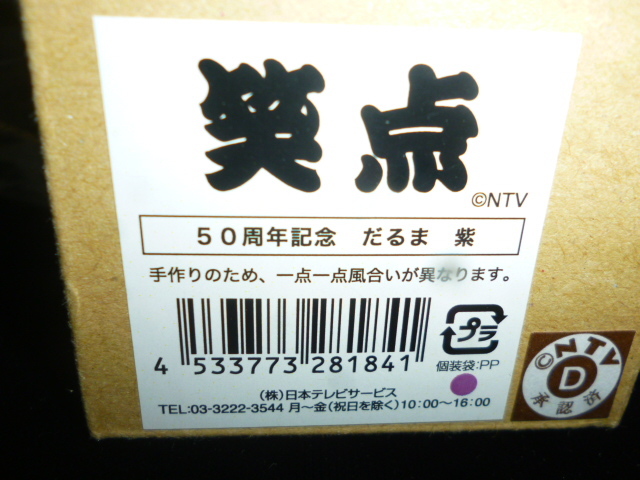 笑点
©NTV
50周年記念　だるま　紫
手作りのため、一点一点風合いが異なります。
4 533773 281841
プラ
個装袋:PP
(株)日本テレビサービス
TEL:03-3222-3544 月～金(祝日を除く)10:00～16:00
©NTV
D
承認済